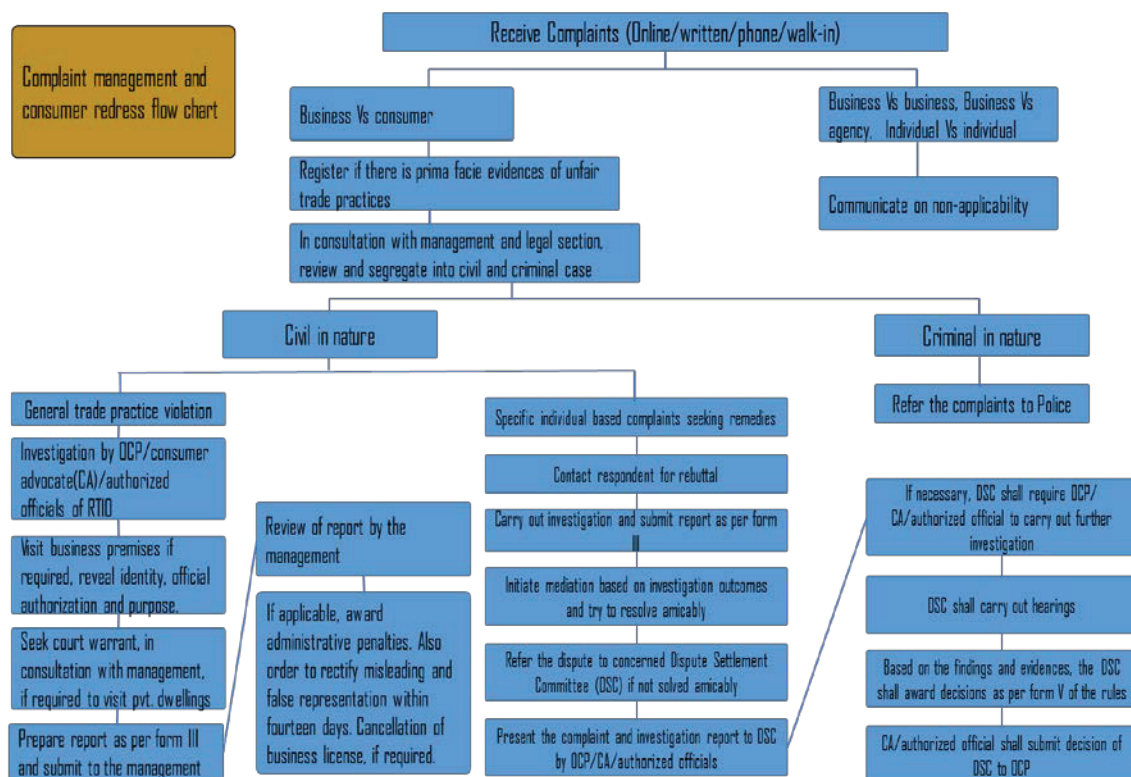 Complaint management and
consumer redress flow chart
Receive Complaints (Online/written/phone/walk-in)
Business Vs consumer
Business Vs business, Business Vs
agency, Individual Vs individual
Register if there is prima facie evidences of unfair
trade practices
Communicate on non-applicability
In consultation with management and legal section,
review and segregate into civil and criminal case
Civil in nature
Criminal in nature
Refer the complaints to Police
General trade practice violation
Investigation by OCP/consumer
advocate(CA)/authorized
officials of RTIO
Visit business premises if
required, reveal identity, official
authorization and purpose.
Seek court warrant, in
consultation with management,
if required to visit pvt. dwellings
Prepare report as per form III
and submit to the management
Review of report by the
management
If applicable, award
administrative penalties. Also
order to rectify misleading and
false representation within
fourteen days. Cancellation of
business license, if required.
Specific individual based complaints seeking remedies
Contact respondent for rebuttal
Carry out investigation and submit report as per form
III
Initiate mediation based on investigation outcomes
and try to resolve amicably
Refer the dispute to concerned Dispute Settlement
Committee (DSC) if not solved amicably
Present the complaint and investigation report to DSC
by OCP/CA/authorized officials
If necessary, DSC shall require OCP/
CA/authorized official to carry out further
investigation
DSC shall carry out hearings
Based on the findings and evidences, the DSC
shall award decisions as per form V of the rules
CA/authorized official shall submit decision of
DSC to OCP